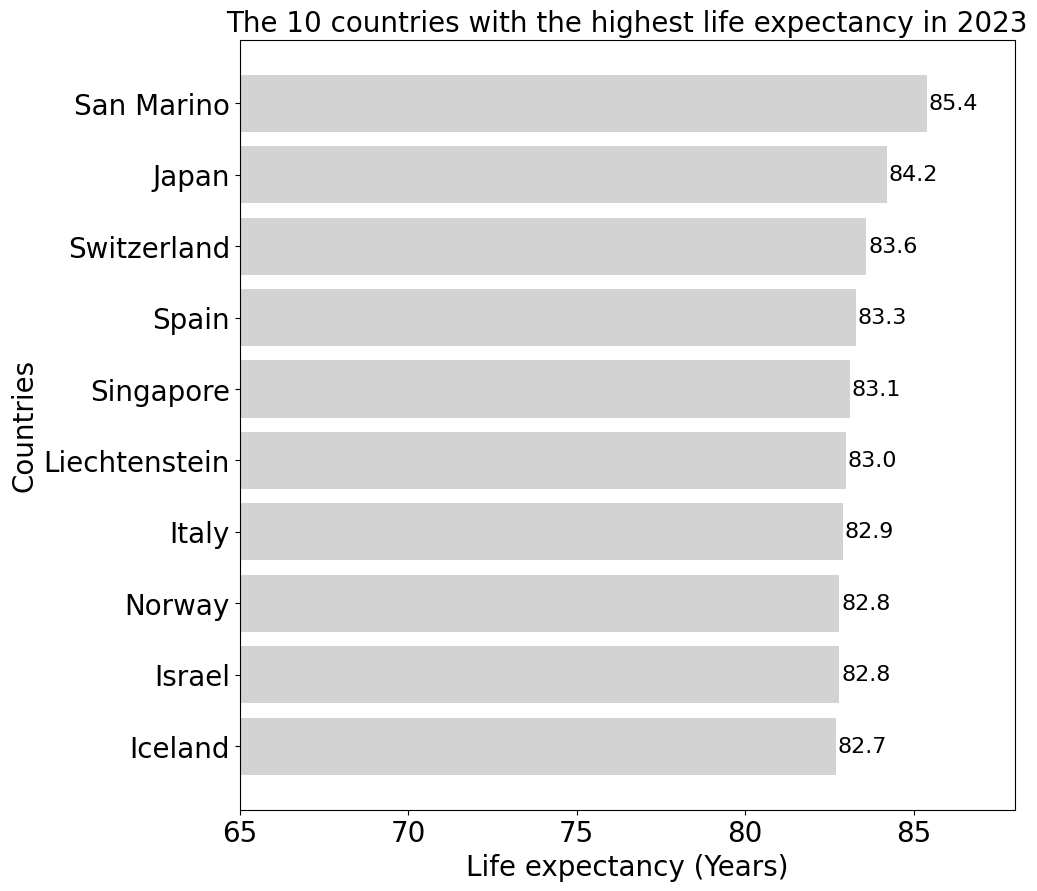 The 10 countries with the highest life expectancy in 2023
Countries
San Marino 85.4
Japan 84.2
Switzerland 83.6
Spain 83.3
Singapore 83.1
Liechtenstein 83.0
Italy 82.9
Norway 82.8
Israel 82.8
Iceland 82.7
65 70 75 80 85
Life expectancy (Years)